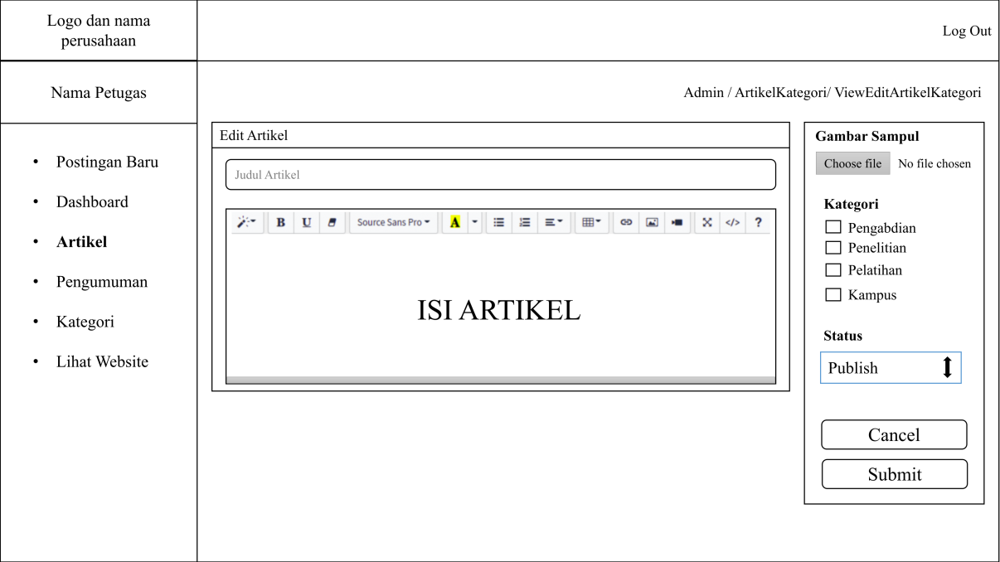 Logo dan nama
perusahaan
Log Out
Nama Petugas
Admin / ArtikelKategori/ ViewEditArtikelKategori
• Postingan Baru
• Dashboard
• Artikel
• Pengumuman
• Kategori
• Lihat Website
Edit Artikel
Judul Artikel
B U Source Sans Pro A </> ?
ISI ARTIKEL
Gambar Sampul
Choose file No file chosen
Kategori
Pengabdian
Penelitian
Pelatihan
Kampus
Status
Publish
Cancel
Submit